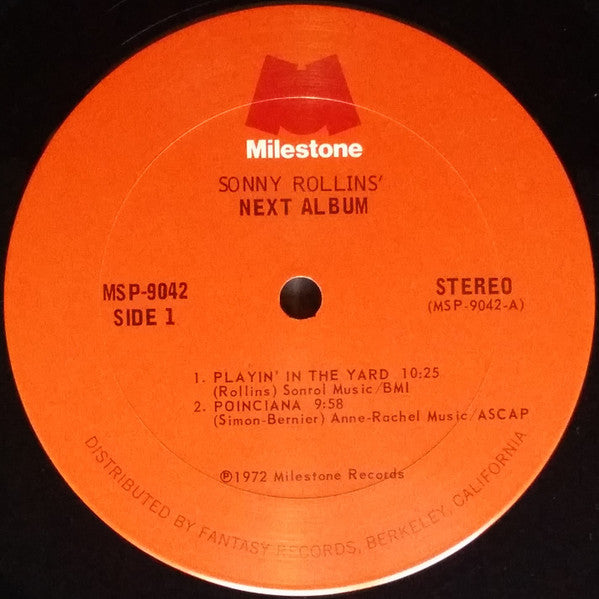 Milestone
SONNY ROLLINS'
NEXT ALBUM
MSP-9042
SIDE 1
STEREO
(MSP-9042-A)
1. PLAYIN' IN THE YARD 10:25
(Rollins) Sonrol Music/BMI
2. POINCIANA 9:58
(Simon-Bernier) Anne-Rachel Music/ASCAP
℗1972 Milestone Records
DISTRIBUTED BY FANTASY RECORDS, BERKELEY, CALIFORNIA